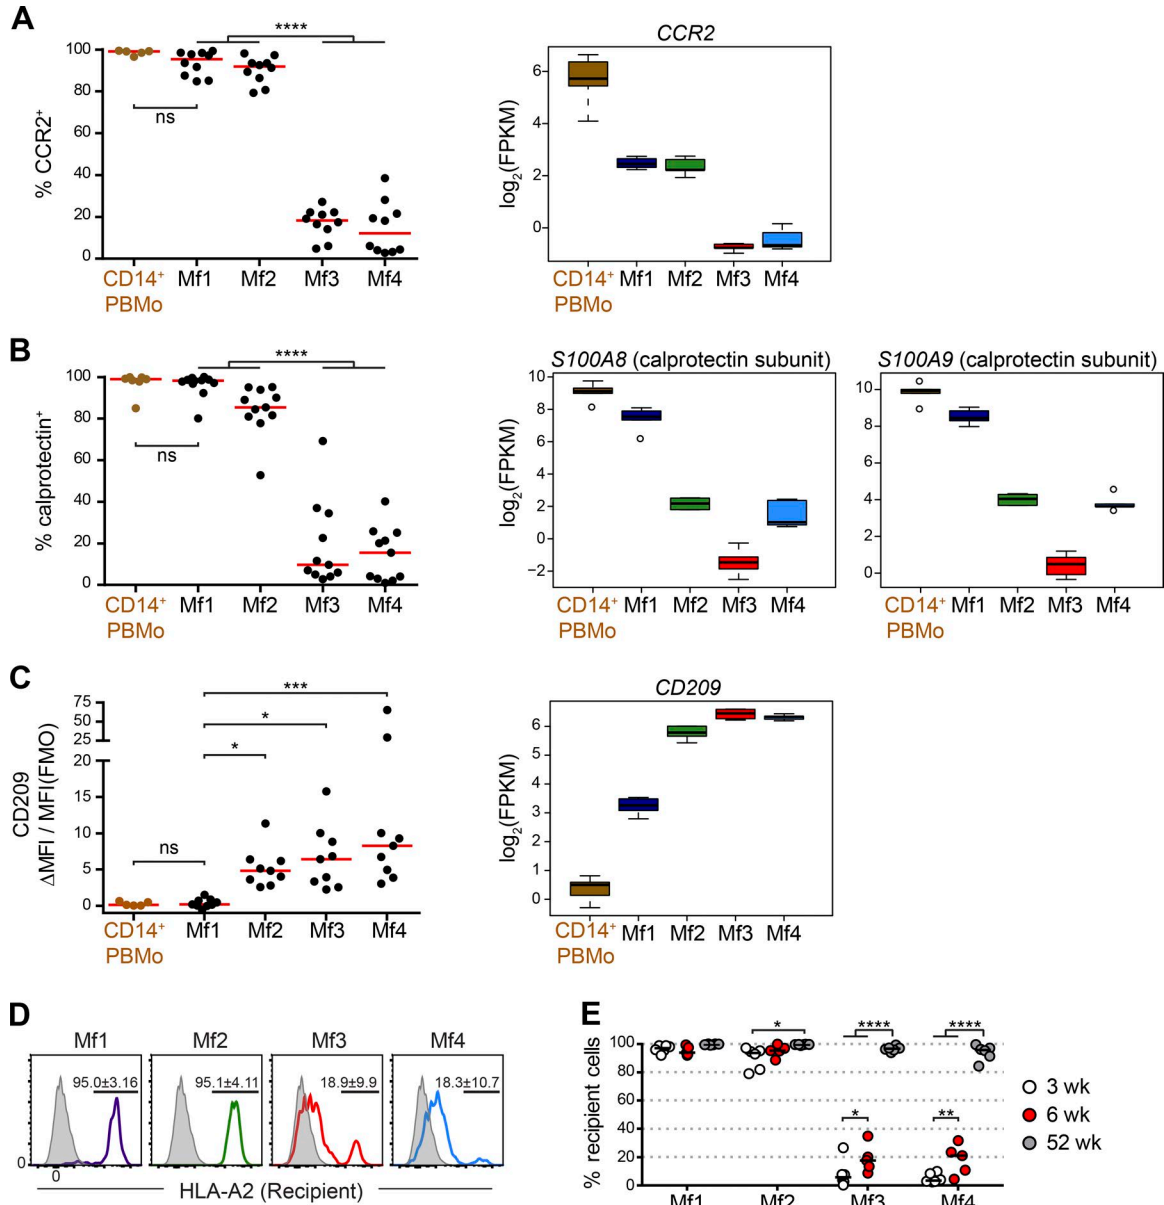 A
****
CCR2
100
80
60
40
20
0
% CCR2⁺
ns
CD14⁺
PBMo
Mf1
Mf2
Mf3
Mf4
6
4
2
0
log₂(FPKM)
CD14⁺
PBMo
Mf1
Mf2
Mf3
Mf4
B
****
100
80
60
40
20
0
% calprotectin⁺
ns
CD14⁺
PBMo
Mf1
Mf2
Mf3
Mf4
S100A8 (calprotectin subunit)
10
8
6
4
2
0
−2
log₂(FPKM)
CD14⁺
PBMo
Mf1
Mf2
Mf3
Mf4
S100A9 (calprotectin subunit)
10
8
6
4
2
0
CD14⁺
PBMo
Mf1
Mf2
Mf3
Mf4
C
***
*
*
ns
75
50
25
20
15
10
5
0
CD209
ΔMFI / MFI(FMO)
CD14⁺
PBMo
Mf1
Mf2
Mf3
Mf4
CD209
6
5
4
3
2
1
0
log₂(FPKM)
CD14⁺
PBMo
Mf1
Mf2
Mf3
Mf4
D
Mf1
Mf2
Mf3
Mf4
95.0±3.16
95.1±4.11
18.9±9.9
18.3±10.7
0
0
HLA-A2 (Recipient)
E
*
****
****
*
**
100
80
60
40
20
0
% recipient cells
3 wk
6 wk
52 wk
Mf1
Mf2
Mf3
Mf4